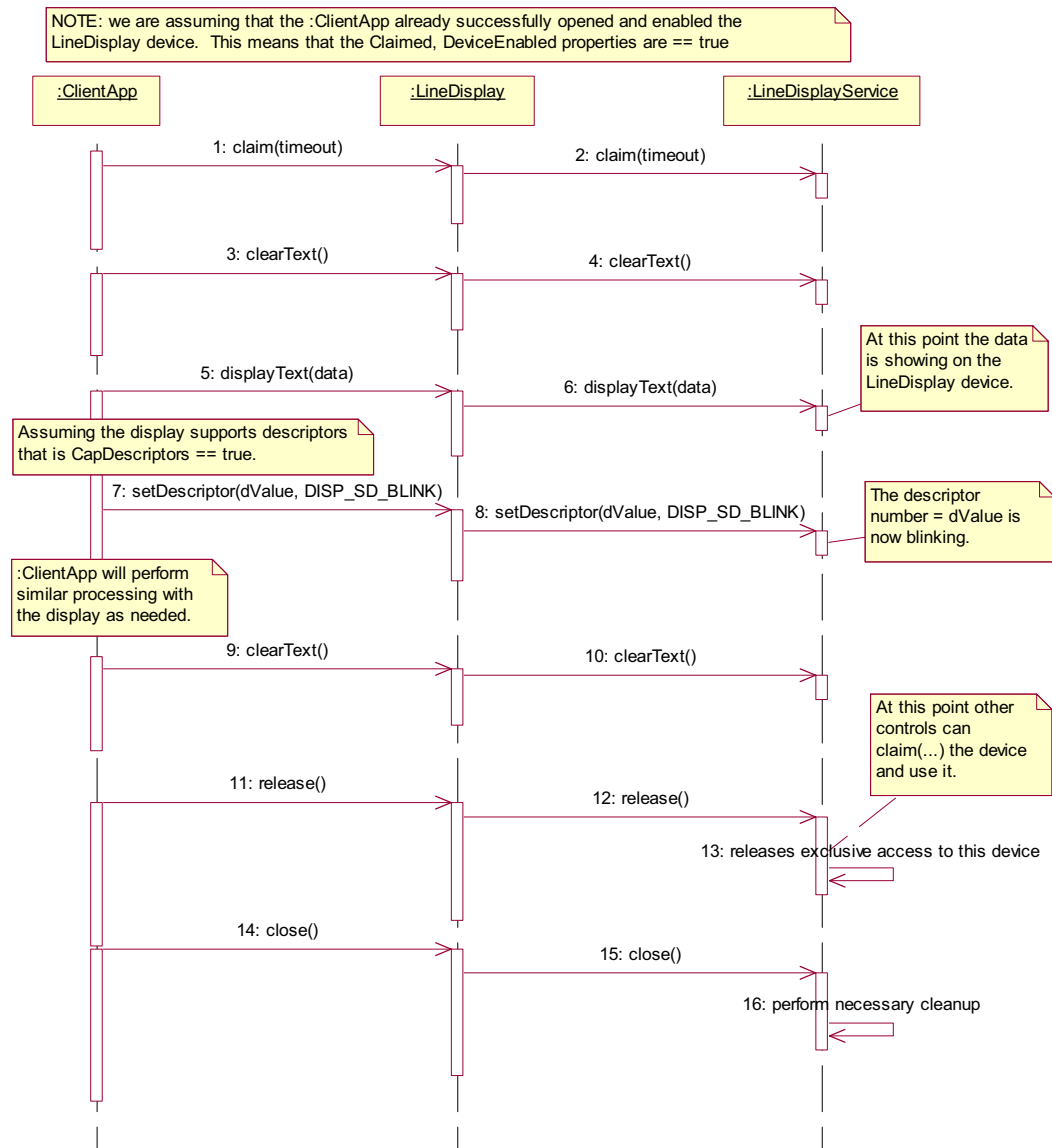 NOTE: we are assuming that the :ClientApp already successfully opened and enabled the
LineDisplay device.  This means that the Claimed, DeviceEnabled properties are == true
:ClientApp
:LineDisplay
:LineDisplayService
1: claim(timeout)
2: claim(timeout)
3: clearText()
4: clearText()
At this point the data
is showing on the
LineDisplay device.
5: displayText(data)
6: displayText(data)
Assuming the display supports descriptors
that is CapDescriptors == true.
7: setDescriptor(dValue, DISP_SD_BLINK)
8: setDescriptor(dValue, DISP_SD_BLINK)
The descriptor
number = dValue is
now blinking.
:ClientApp will perform
similar processing with
the display as needed.
9: clearText()
10: clearText()
At this point other
controls can
claim(...) the device
and use it.
11: release()
12: release()
13: releases exclusive access to this device
14: close()
15: close()
16: perform necessary cleanup